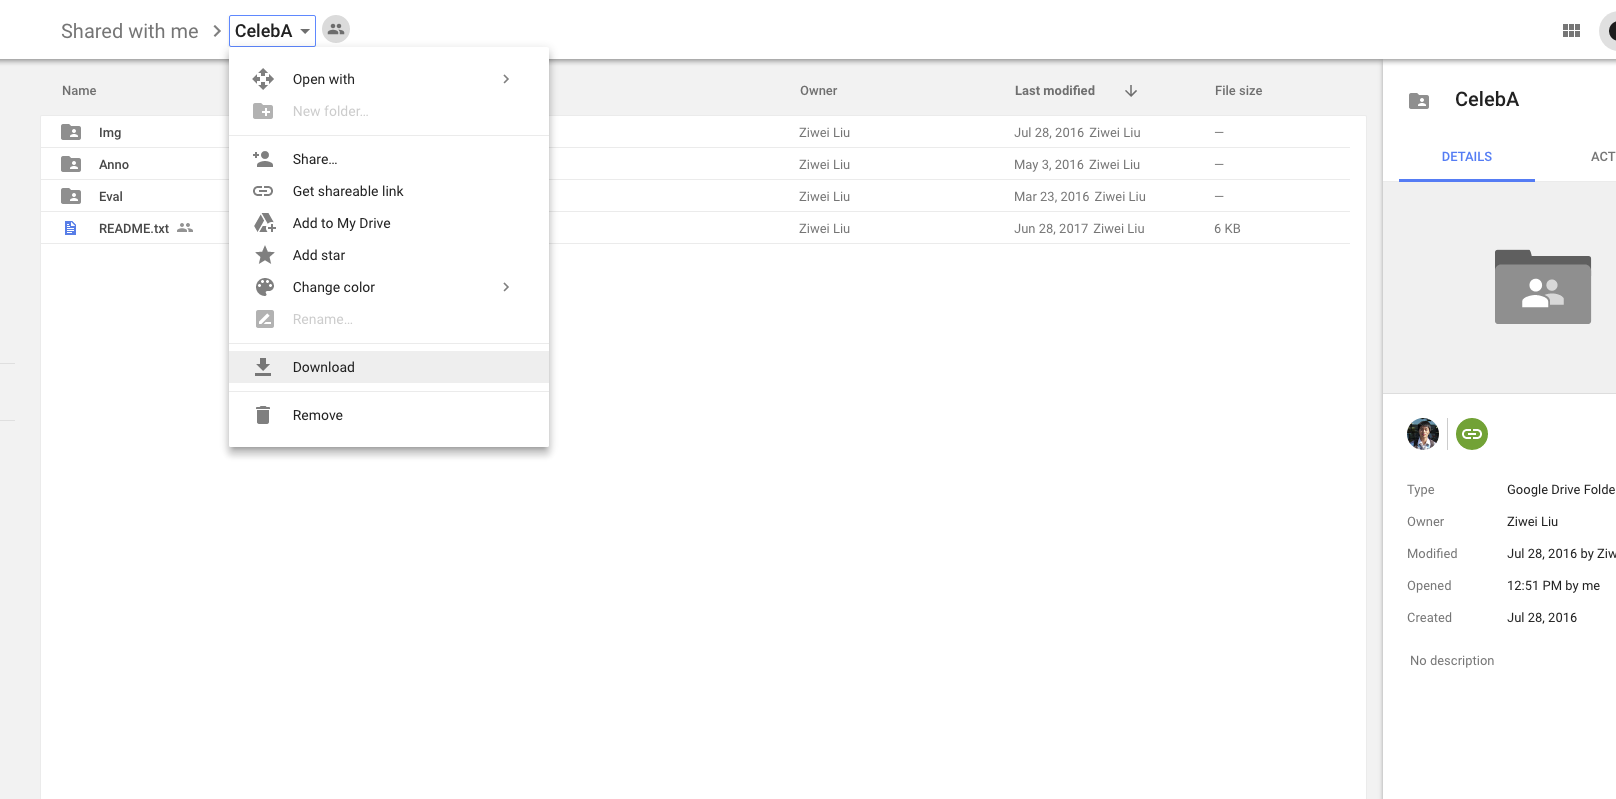 Shared with me > CelebA
Name Owner Last modified File size
Img Ziwei Liu Jul 28, 2016 Ziwei Liu —
Anno Ziwei Liu May 3, 2016 Ziwei Liu —
Eval Ziwei Liu Mar 23, 2016 Ziwei Liu —
README.txt Ziwei Liu Jun 28, 2017 Ziwei Liu 6 KB
Open with
New folder...
Share...
Get shareable link
Add to My Drive
Add star
Change color
Rename...
Download
Remove
CelebA
DETAILS ACT
Type Google Drive Folde
Owner Ziwei Liu
Modified Jul 28, 2016 by Ziw
Opened 12:51 PM by me
Created Jul 28, 2016
No description